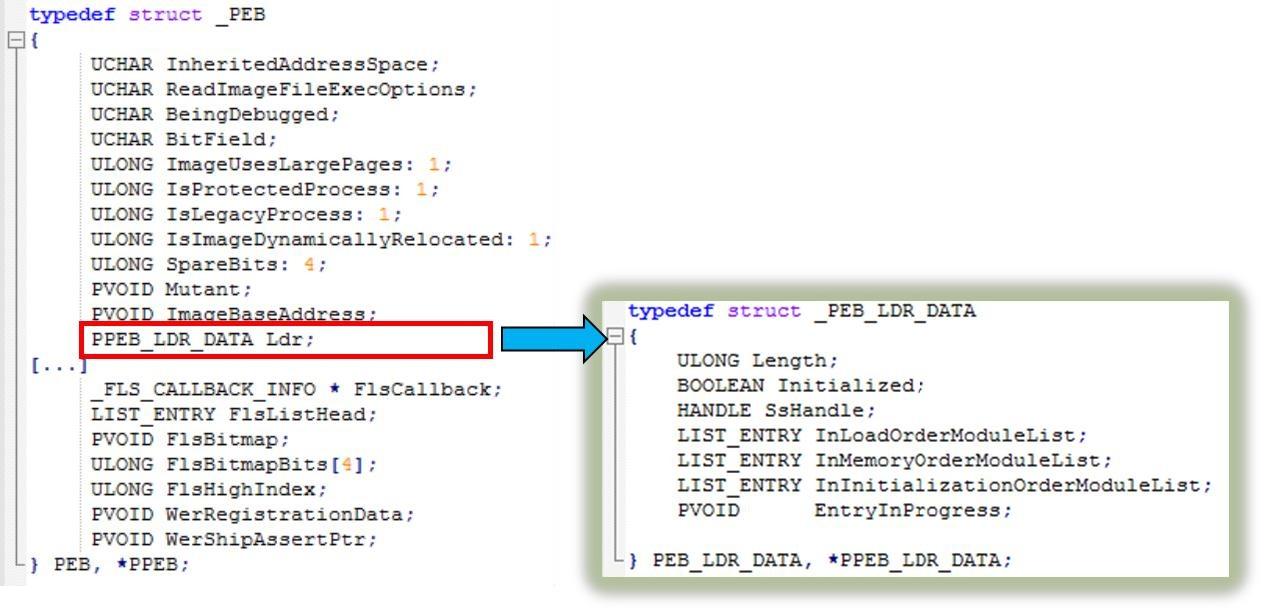 typedef struct _PEB
{
UCHAR InheritedAddressSpace;
UCHAR ReadImageFileExecOptions;
UCHAR BeingDebugged;
UCHAR BitField;
ULONG ImageUsesLargePages: 1;
ULONG IsProtectedProcess: 1;
ULONG IsLegacyProcess: 1;
ULONG IsImageDynamicallyRelocated: 1;
ULONG SpareBits: 4;
PVOID Mutant;
PVOID ImageBaseAddress;
PPEB_LDR_DATA Ldr;
[...]
_FLS_CALLBACK_INFO * FlsCallback;
LIST_ENTRY FlsListHead;
PVOID FlsBitmap;
ULONG FlsBitmapBits[4];
ULONG FlsHighIndex;
PVOID WerRegistrationData;
PVOID WerShipAssertPtr;
} PEB, *PPEB;
typedef struct _PEB_LDR_DATA
{
ULONG Length;
BOOLEAN Initialized;
HANDLE SsHandle;
LIST_ENTRY InLoadOrderModuleList;
LIST_ENTRY InMemoryOrderModuleList;
LIST_ENTRY InInitializationOrderModuleList;
PVOID EntryInProgress;
} PEB_LDR_DATA, *PPEB_LDR_DATA;